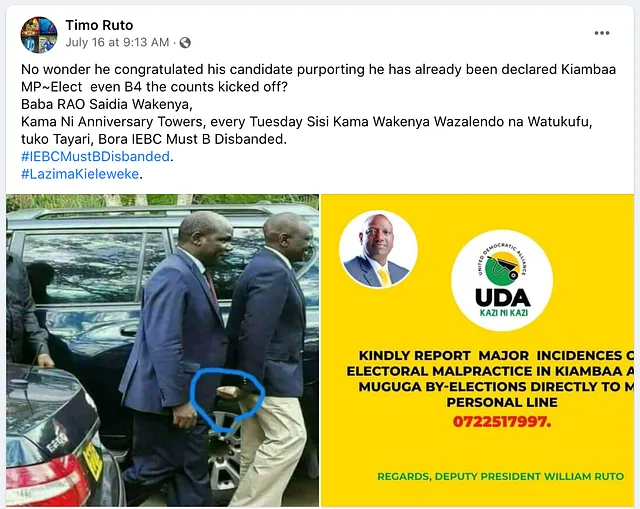 Timo Ruto
July 16 at 9:13 AM ·
No wonder he congratulated his candidate purporting he has already been declared Kiambaa
MP~Elect even B4 the counts kicked off?
Baba RAO Saidia Wakenya,
Kama Ni Anniversary Towers, every Tuesday Sisi Kama Wakenya Wazalendo na Watukufu,
tuko Tayari, Bora IEBC Must B Disbanded.
#IEBCMustBDisbanded.
#LazimaKieleweke.
UNITED DEMOCRATIC ALLIANCE
UDA
KAZI NI KAZI
KINDLY REPORT MAJOR INCIDENCES O
ELECTORAL MALPRACTICE IN KIAMBAA A
MUGUGA BY-ELECTIONS DIRECTLY TO M
PERSONAL LINE
0722517997.
REGARDS, DEPUTY PRESIDENT WILLIAM RUTO